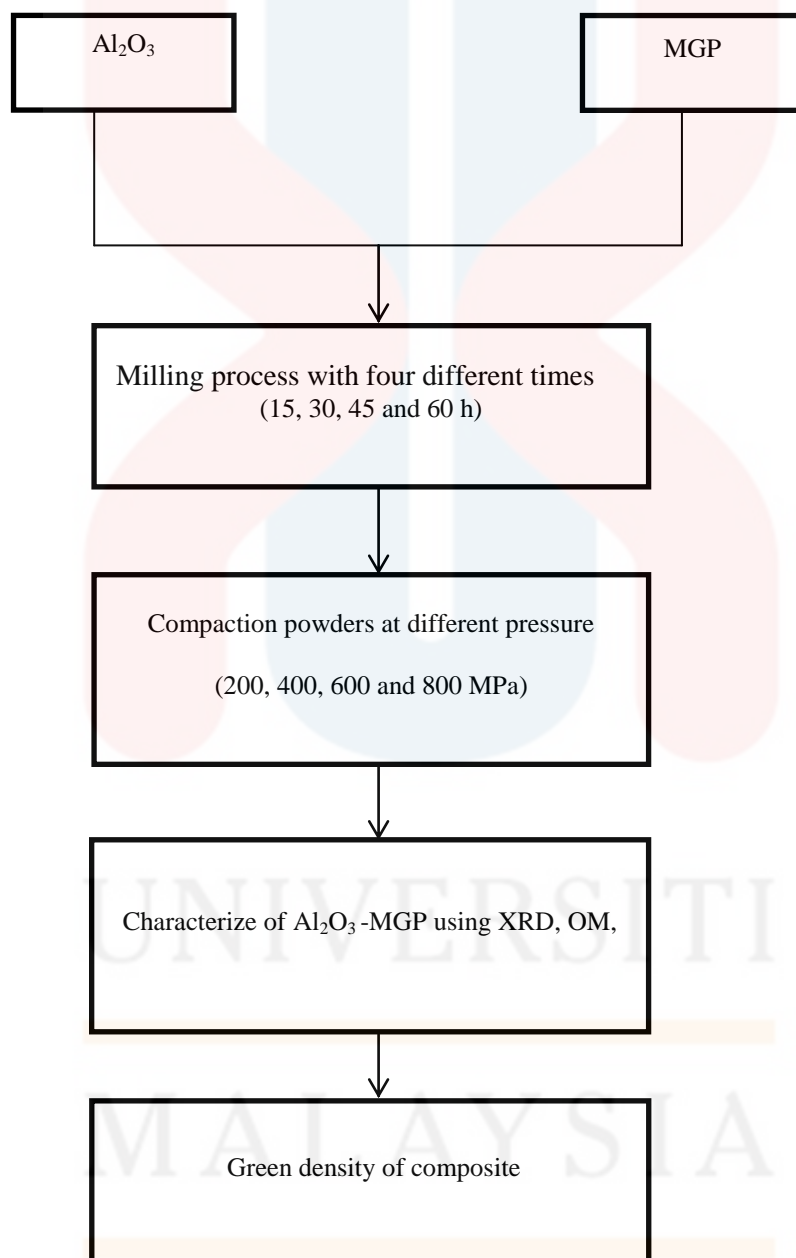 Al₂O₃
MGP
Milling process with four different times
(15, 30, 45 and 60 h)
Compaction powders at different pressure
(200, 400, 600 and 800 MPa)
Characterize of Al₂O₃ -MGP using XRD, OM,
UNIVERSITI
MALAYSIA
Green density of composite